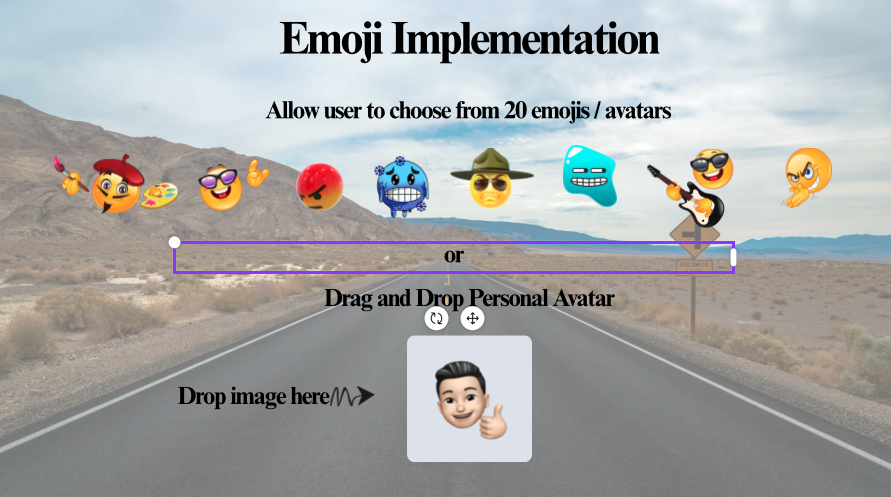 Emoji Implementation
Allow user to choose from 20 emojis / avatars
or
Drag and Drop Personal Avatar
Drop image here